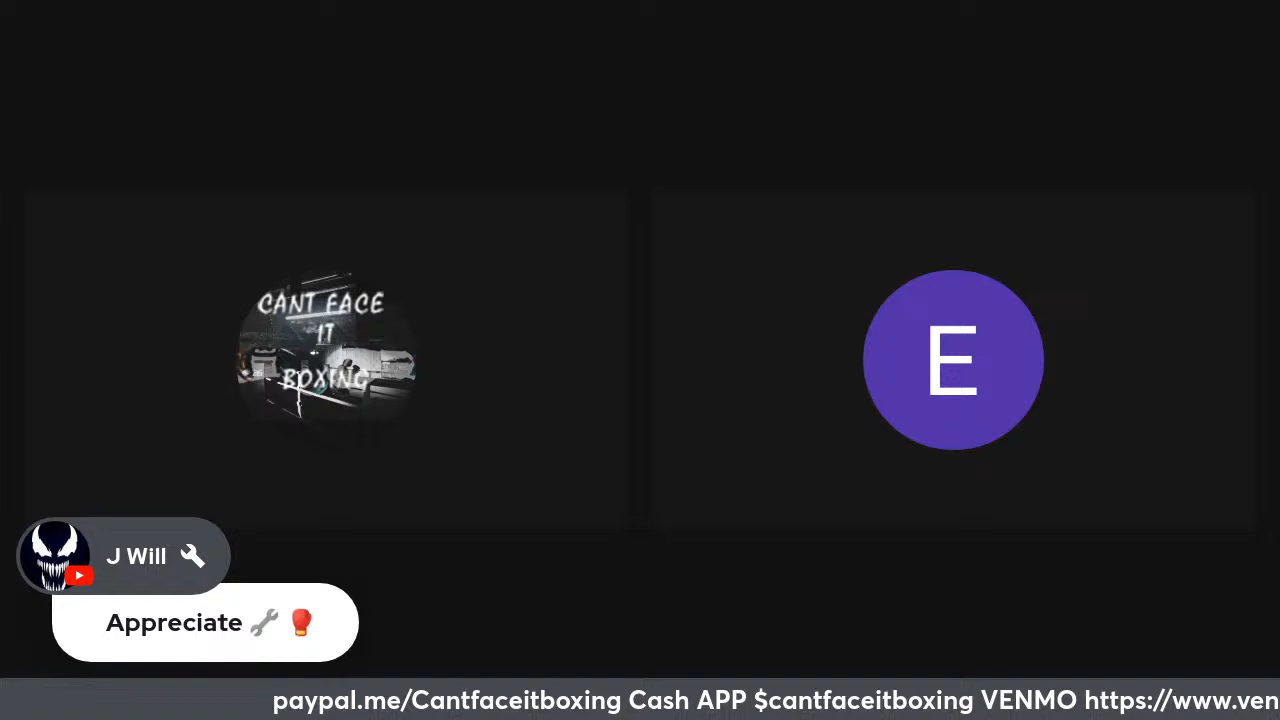 CANT FACE
IT
BOXING
E
J Will
Appreciate 🔧 🥊
paypal.me/Cantfaceitboxing Cash APP $cantfaceitboxing VENMO https://www.ven